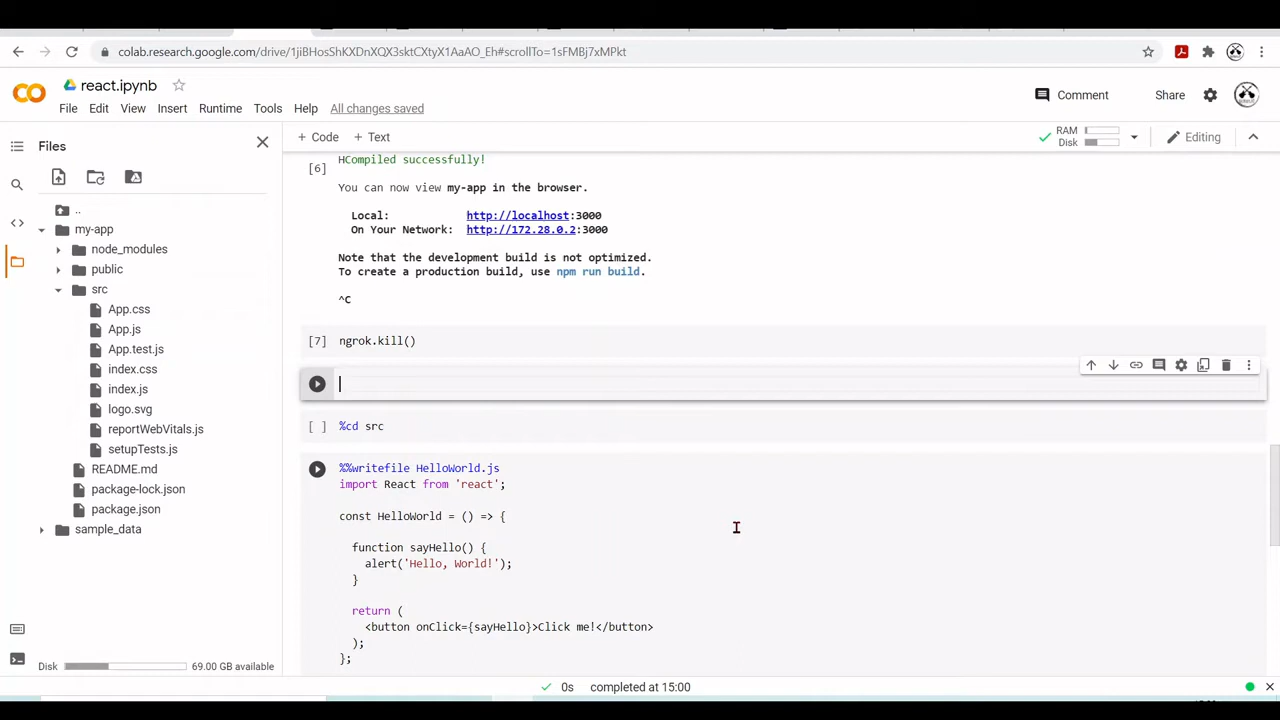 colab.research.google.com/drive/1jiBHosShKXDnXQX3sktCXtyX1AaAO_Eh#scrollTo=1sFMBj7xMPkt
react.ipynb
File Edit View Insert Runtime Tools Help All changes saved
Comment Share
Files
+ Code + Text
RAM
Disk
Editing
..
my-app
node_modules
public
src
App.css
App.js
App.test.js
index.css
index.js
logo.svg
reportWebVitals.js
setupTests.js
README.md
package-lock.json
package.json
sample_data
Disk 69.00 GB available
HCompiled successfully!
[6]
You can now view my-app in the browser.
Local: http://localhost:3000
On Your Network: http://172.28.0.2:3000
Note that the development build is not optimized.
To create a production build, use npm run build.
^C
[7] ngrok.kill()
[ ] %cd src
%%writefile HelloWorld.js
import React from 'react';
const HelloWorld = () => {
function sayHello() {
alert('Hello, World!');
}
return (
<button onClick={sayHello}>Click me!</button>
);
};
0s completed at 15:00